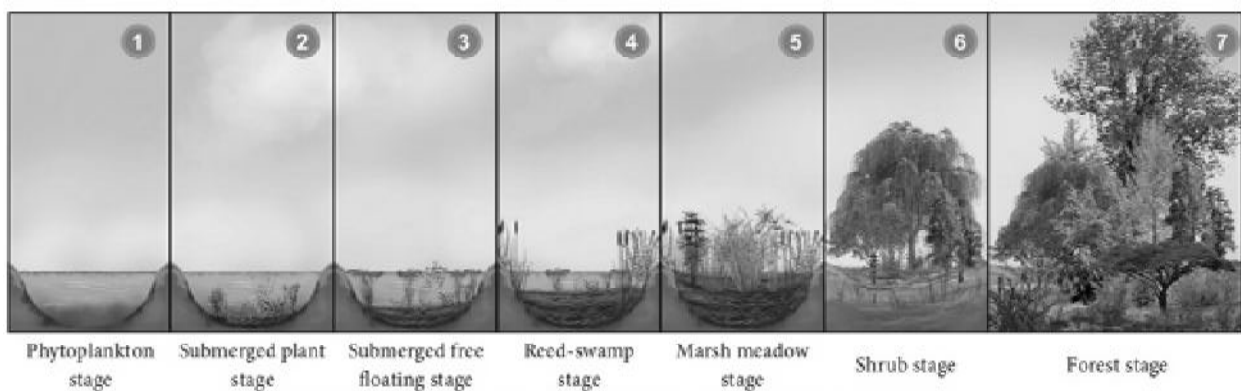 1
2
3
4
5
6
7
Phytoplankton
stage
Submerged plant
stage
Submerged free
floating stage
Reed-swamp
stage
Marsh meadow
stage
Shrub stage
Forest stage